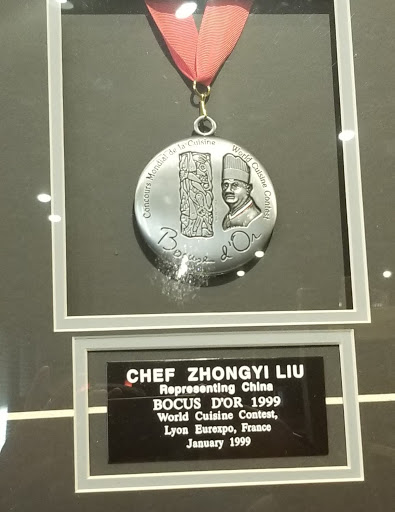 Concours Mondial de la Cuisine
World Cuisine Contest
Bocuse d'Or
CHEF ZHONGYI LIU
Representing China
BOCUS D'OR 1999
World Cuisine Contest,
Lyon Eurexpo, France
January 1999